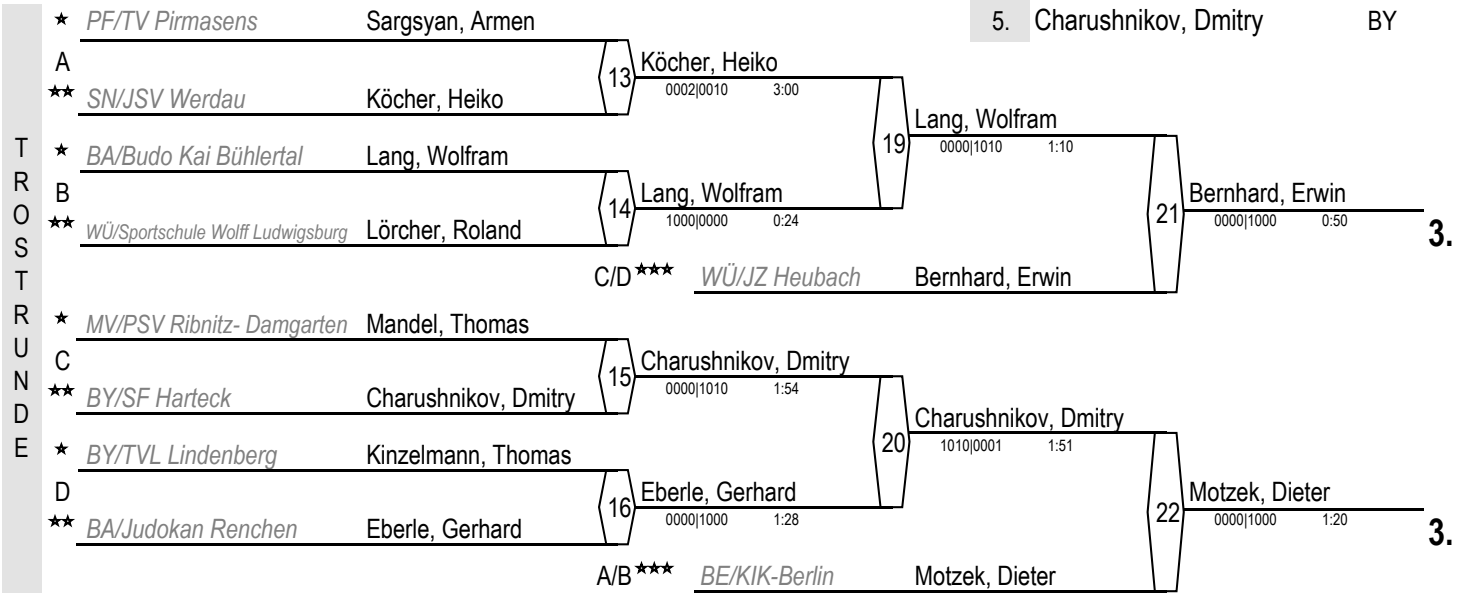 ★ PF/TV Pirmasens Sargsyan, Armen
5. Charushnikov, Dmitry BY
A
13 Köcher, Heiko
0002|0010 3:00
★★ SN/JSV Werdau Köcher, Heiko
19 Lang, Wolfram
0000|1010 1:10
★ BA/Budo Kai Bühlertal Lang, Wolfram
B
14 Lang, Wolfram
1000|0000 0:24
21 Bernhard, Erwin
0000|1000 0:50
3.
★★ WÜ/Sportschule Wolff Ludwigsburg Lörcher, Roland
C/D ★★★ WÜ/JZ Heubach Bernhard, Erwin
TROSTRUNDE
★ MV/PSV Ribnitz- Damgarten Mandel, Thomas
C
15 Charushnikov, Dmitry
0000|1010 1:54
★★ BY/SF Harteck Charushnikov, Dmitry
20 Charushnikov, Dmitry
1010|0001 1:51
★ BY/TVL Lindenberg Kinzelmann, Thomas
D
16 Eberle, Gerhard
0000|1000 1:28
22 Motzek, Dieter
0000|1000 1:20
3.
★★ BA/Judokan Renchen Eberle, Gerhard
A/B ★★★ BE/KIK-Berlin Motzek, Dieter